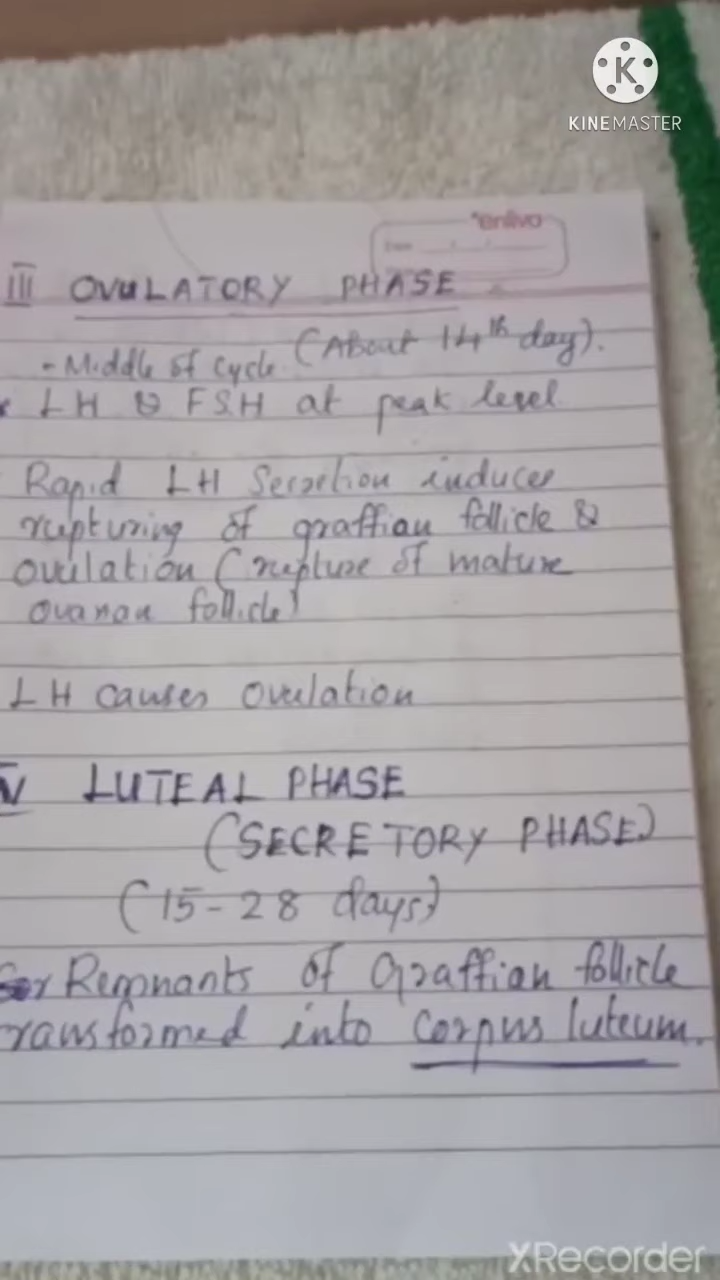 KINEMASTER
enliva
III OVULATORY PHASE
- Middle of cycle (About 14th day).
LH & FSH at peak level
Rapid LH Secretion induces
rupturing of graffian follicle &
ovulation (rupture of mature
ovarian follicle)
LH causes Ovulation
LUTEAL PHASE
(SECRETORY PHASE)
(15-28 days)
Remnants of Graffian follicle
ransformed into Corpus luteum.
XRecorder